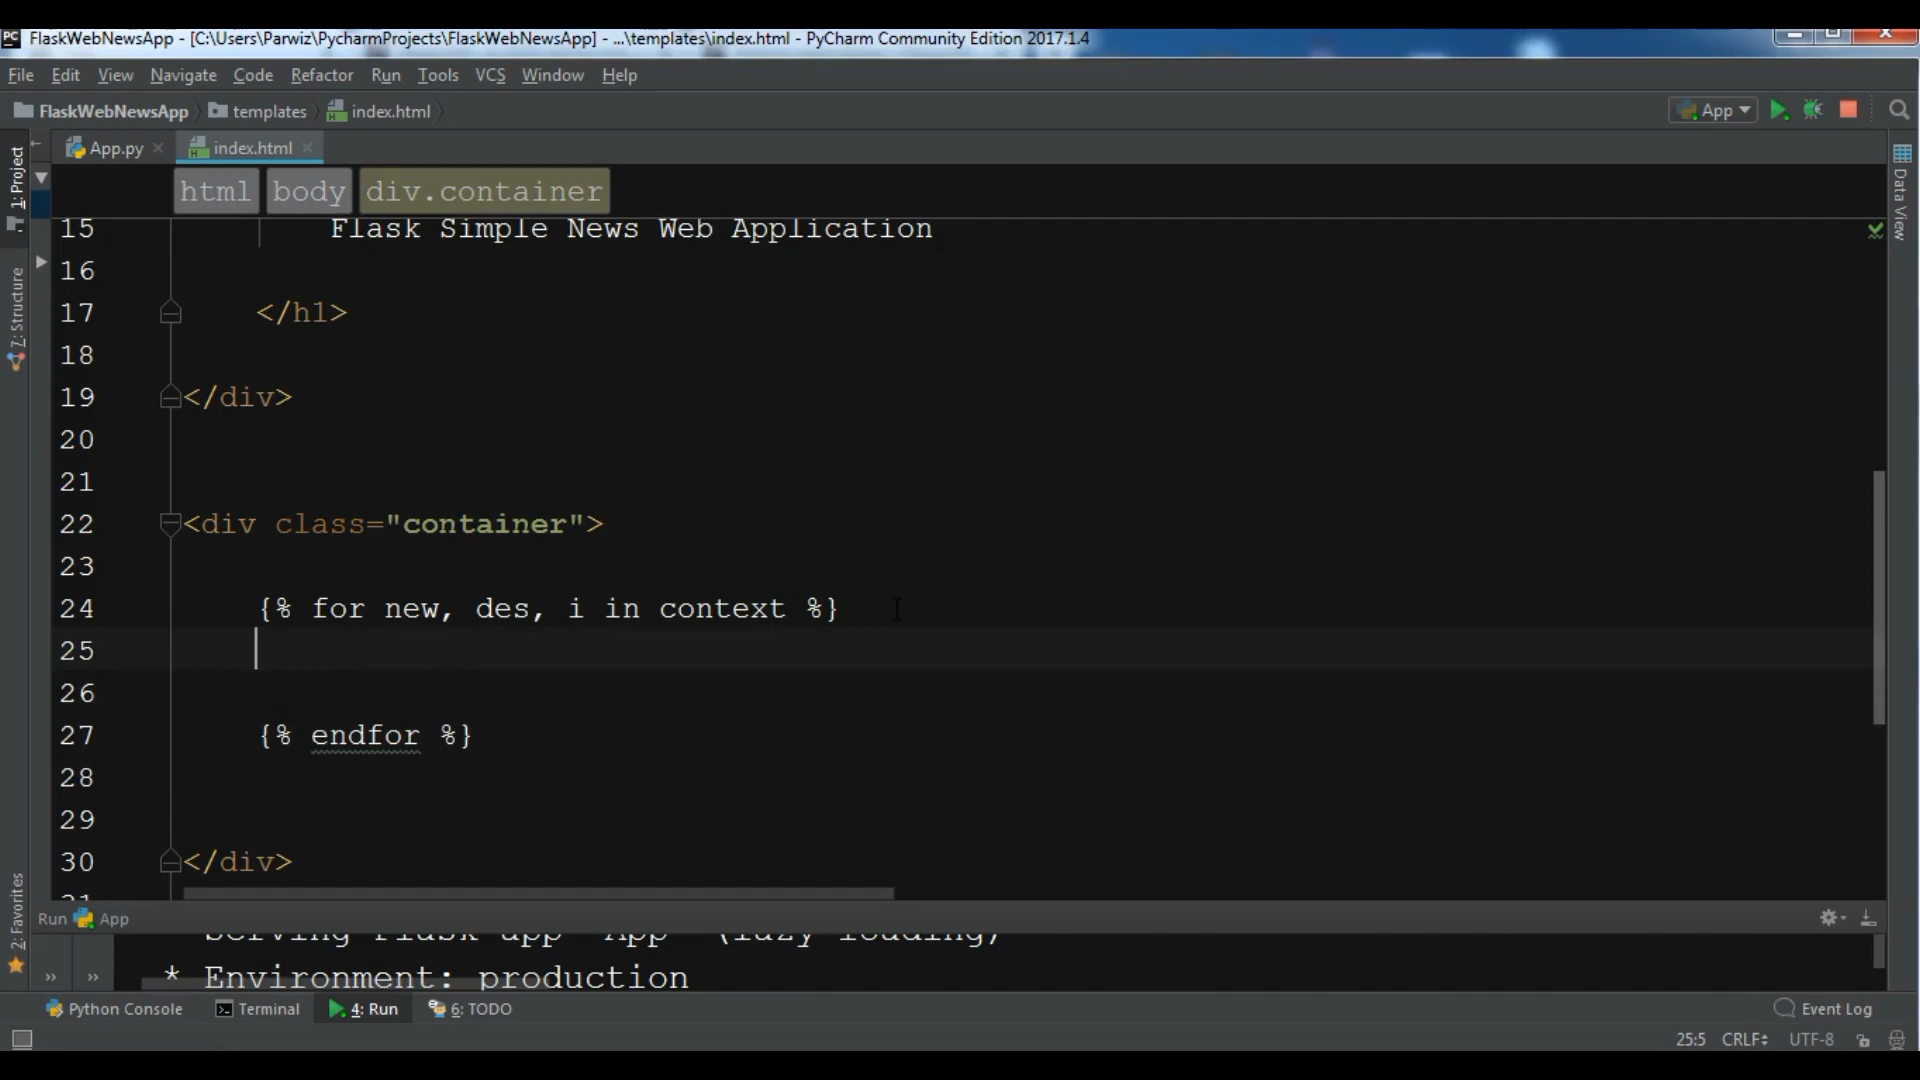 PC FlaskWebNewsApp - [C:\Users\Parwiz\PycharmProjects\FlaskWebNewsApp] - ...\templates\index.html - PyCharm Community Edition 2017.1.4
File Edit View Navigate Code Refactor Run Tools VCS Window Help
FlaskWebNewsApp templates index.html App
App.py index.html
1: Project
7: Structure
2: Favorites
Data View
html body div.container
15 Flask Simple News Web Application
16
17 </h1>
18
19 </div>
20
21
22 <div class="container">
23
24 {% for new, des, i in context %}
25
26
27 {% endfor %}
28
29
30 </div>
31
Run App
Serving Flask app "App" (lazy loading)
* Environment: production
Python Console Terminal 4: Run 6: TODO Event Log
25:5 CRLF UTF-8